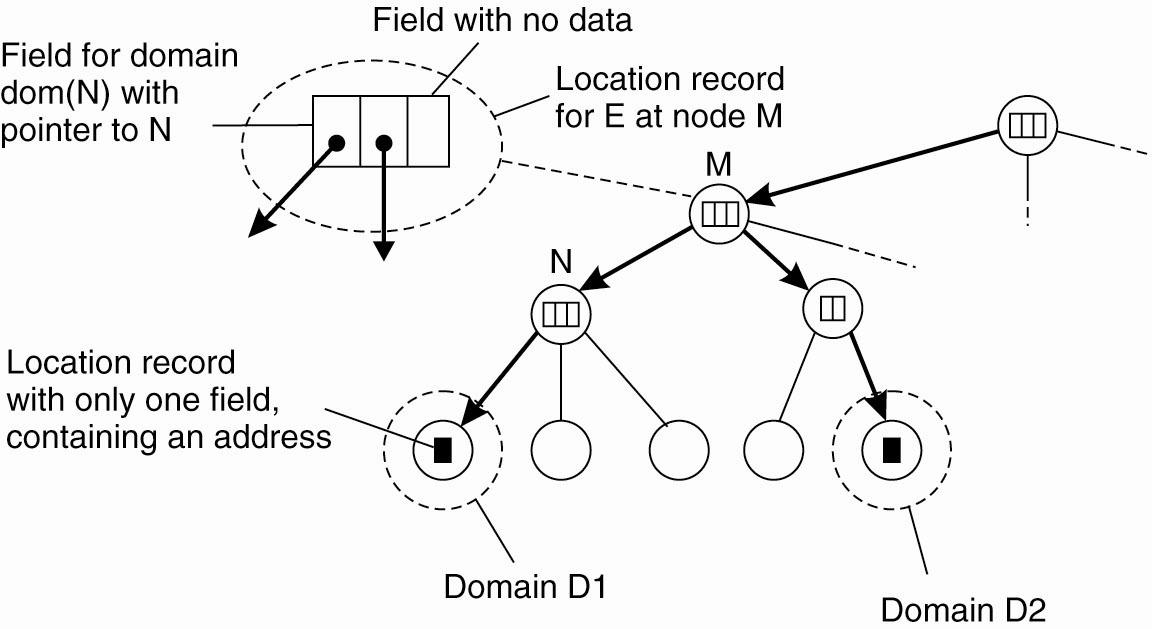 Field with no data
Field for domain
dom(N) with
pointer to N
Location record
for E at node M
M
N
Location record
with only one field,
containing an address
Domain D1
Domain D2